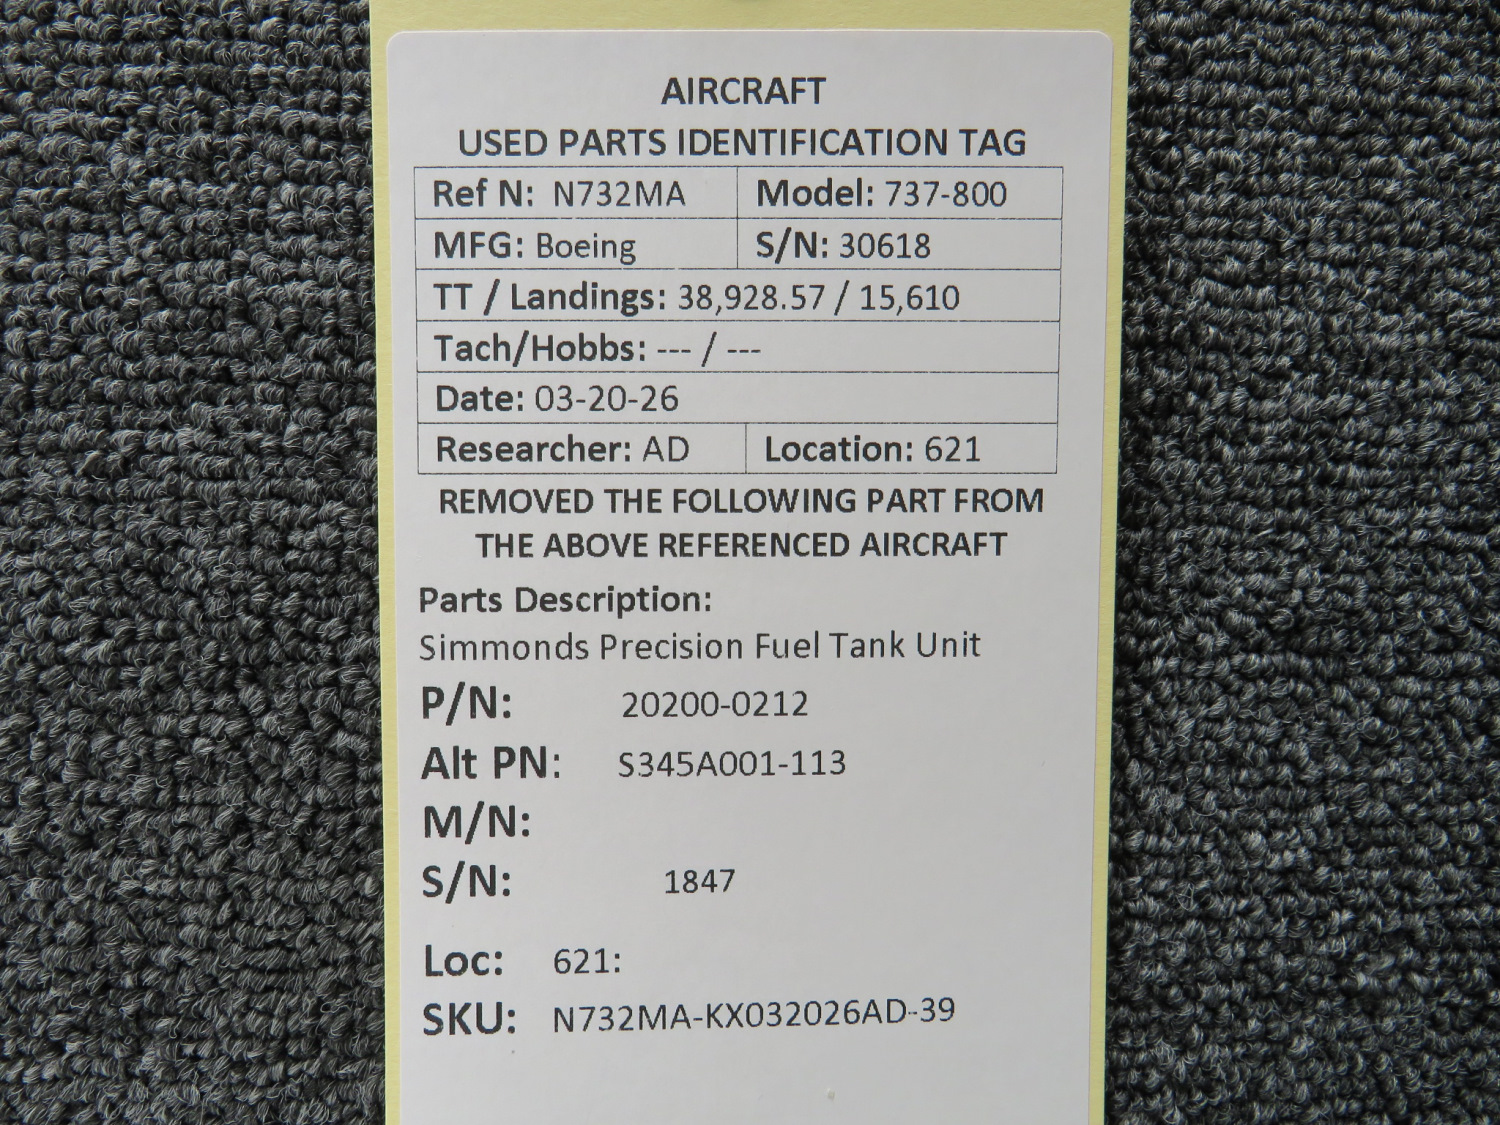 AIRCRAFT
USED PARTS IDENTIFICATION TAG
Ref N: N732MA Model: 737-800
MFG: Boeing S/N: 30618
TT / Landings: 38,928.57 / 15,610
Tach/Hobbs: --- / ---
Date: 03-20-26
Researcher: AD Location: 621
REMOVED THE FOLLOWING PART FROM
THE ABOVE REFERENCED AIRCRAFT
Parts Description:
Simmonds Precision Fuel Tank Unit
P/N: 20200-0212
Alt PN: S345A001-113
M/N:
S/N: 1847
Loc: 621:
SKU: N732MA-KX032026AD-39